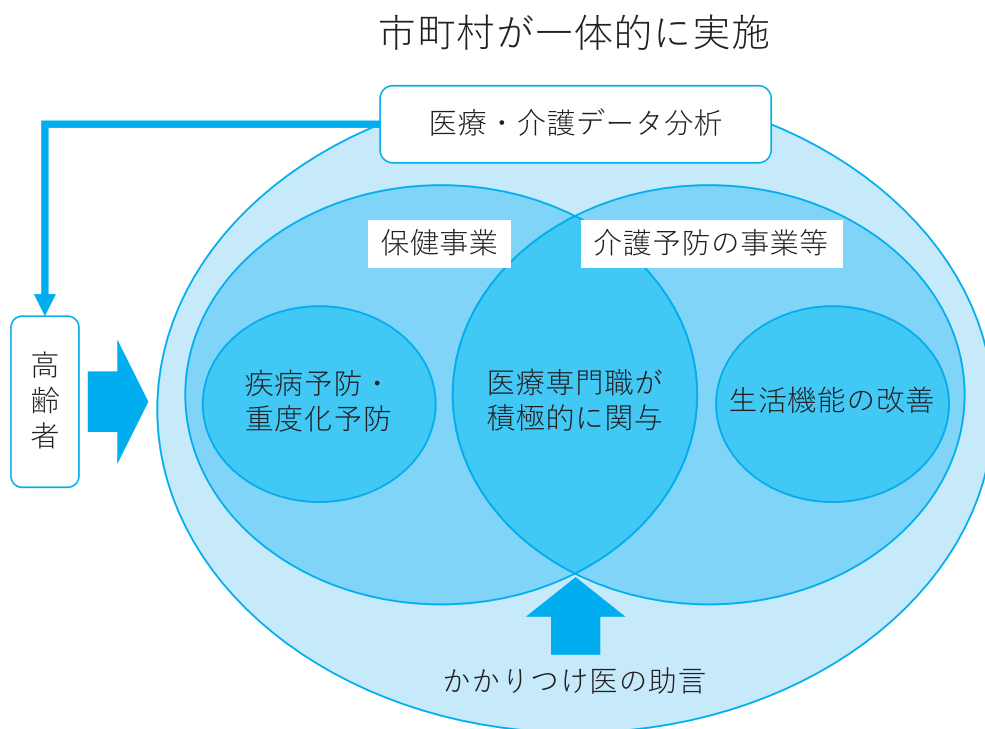 市町村が一体的に実施
医療・介護データ分析
保健事業
介護予防の事業等
高齢者
疾病予防・
重度化予防
医療専門職が
積極的に関与
生活機能の改善
かかりつけ医の助言